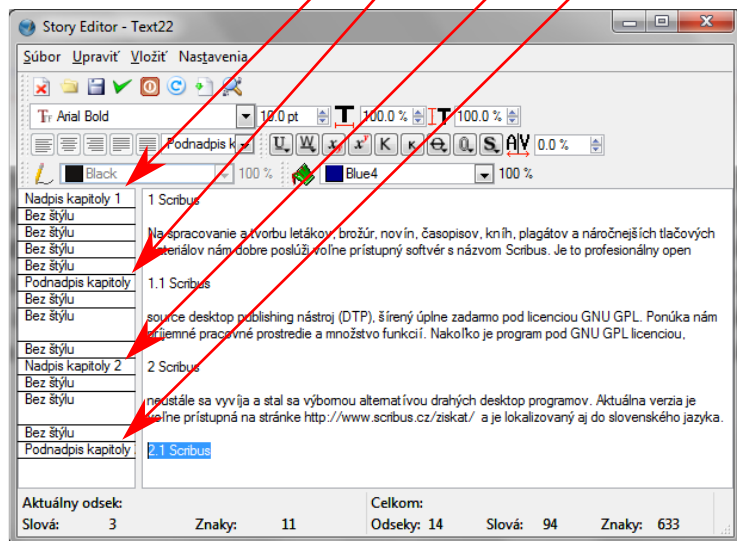 Story Editor - Text22
Súbor Upraviť Vložiť Nastavenia
Arial Bold 10.0 pt 100.0 % 100.0 %
Podnadpis k 0.0 %
Black 100 % Blue4 100 %
Nadpis kapitoly 1 1 Scribus
Bez štýlu
Bez štýlu Na spracovanie a tvorbu letákov, brožúr, novín, časopisov, kníh, plagátov a náročnejších tlačových
Bez štýlu materiálov nám dobre poslúži voľne prístupný softvér s názvom Scribus. Je to profesionálny open
Bez štýlu
Podnadpis kapitoly 1.1 Scribus
Bez štýlu
Bez štýlu source desktop publishing nástroj (DTP), šírený úplne zadarmo pod licenciou GNU GPL. Ponúka nám
príjemné pracovné prostredie a množstvo funkcií. Nakoľko je program pod GNU GPL licenciou,
Bez štýlu
Nadpis kapitoly 2 2 Scribus
Bez štýlu
Bez štýlu neustále sa vyvíja a stal sa výbornou alternatívou drahých desktop programov. Aktuálna verzia je
voľne prístupná na stránke http://www.scribus.cz/ziskat/ a je lokalizovaný aj do slovenského jazyka.
Bez štýlu
Podnadpis kapitoly 2.1 Scribus
Aktuálny odsek: Celkom:
Slová: 3 Znaky: 11 Odseky: 14 Slová: 94 Znaky: 633